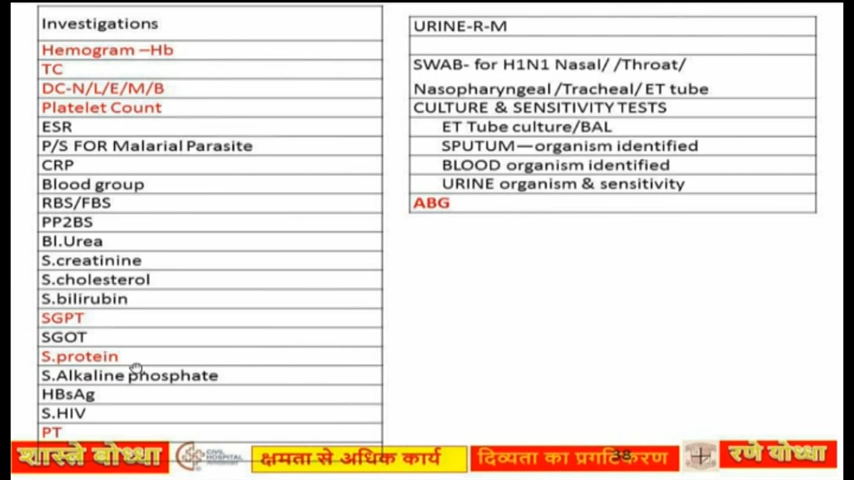 Investigations
Hemogram –Hb
TC
DC-N/L/E/M/B
Platelet Count
ESR
P/S FOR Malarial Parasite
CRP
Blood group
RBS/FBS
PP2BS
Bl.Urea
S.creatinine
S.cholesterol
S.bilirubin
SGPT
SGOT
S.protein
S.Alkaline phosphate
HBsAg
S.HIV
PT
URINE-R-M
SWAB- for H1N1 Nasal/ /Throat/
Nasopharyngeal /Tracheal/ ET tube
CULTURE & SENSITIVITY TESTS
ET Tube culture/BAL
SPUTUM—organism identified
BLOOD organism identified
URINE organism & sensitivity
ABG
शास्त्रे योध्धा
CIVIL
HOSPITAL
क्षमता से अधिक कार्य
दिव्यता का प्रगटिकरण
38
रणे योध्धा